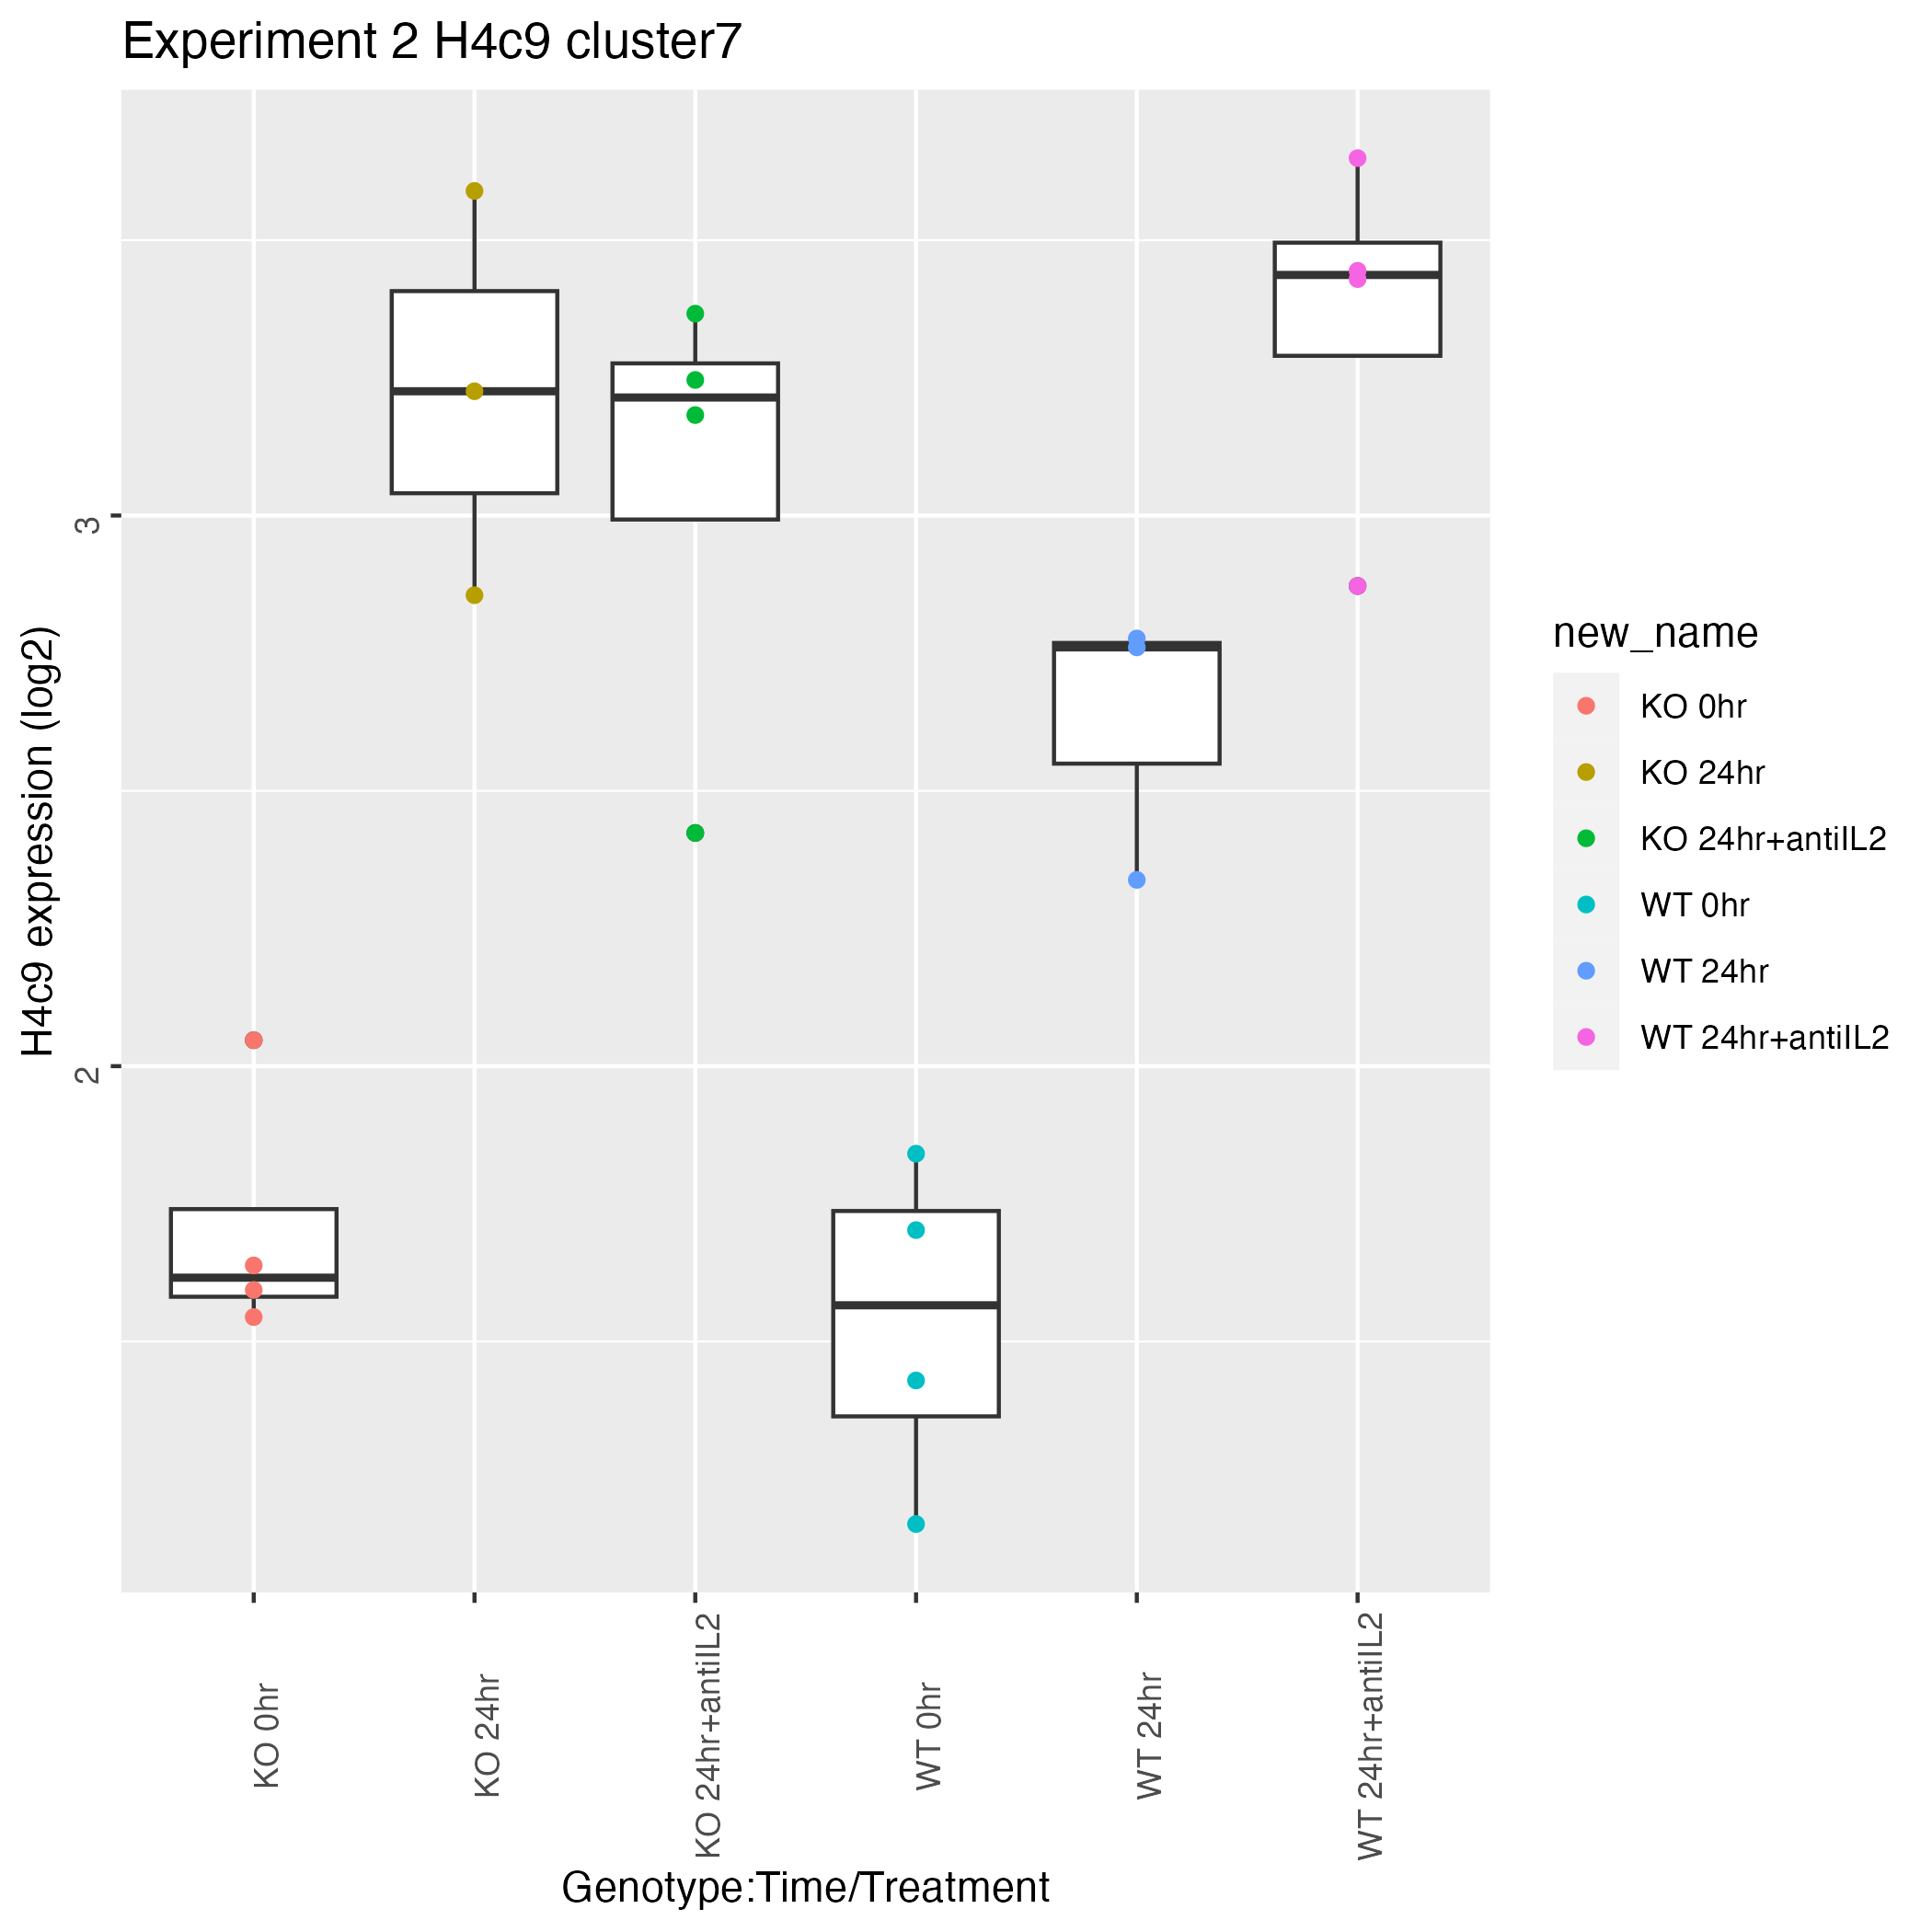 Experiment 2 H4c9 cluster7
H4c9 expression (log2)
3
2
KO 0hr
KO 24hr
KO 24hr+antiIL2
WT 0hr
WT 24hr
WT 24hr+antiIL2
Genotype:Time/Treatment
new_name
KO 0hr
KO 24hr
KO 24hr+antiIL2
WT 0hr
WT 24hr
WT 24hr+antiIL2